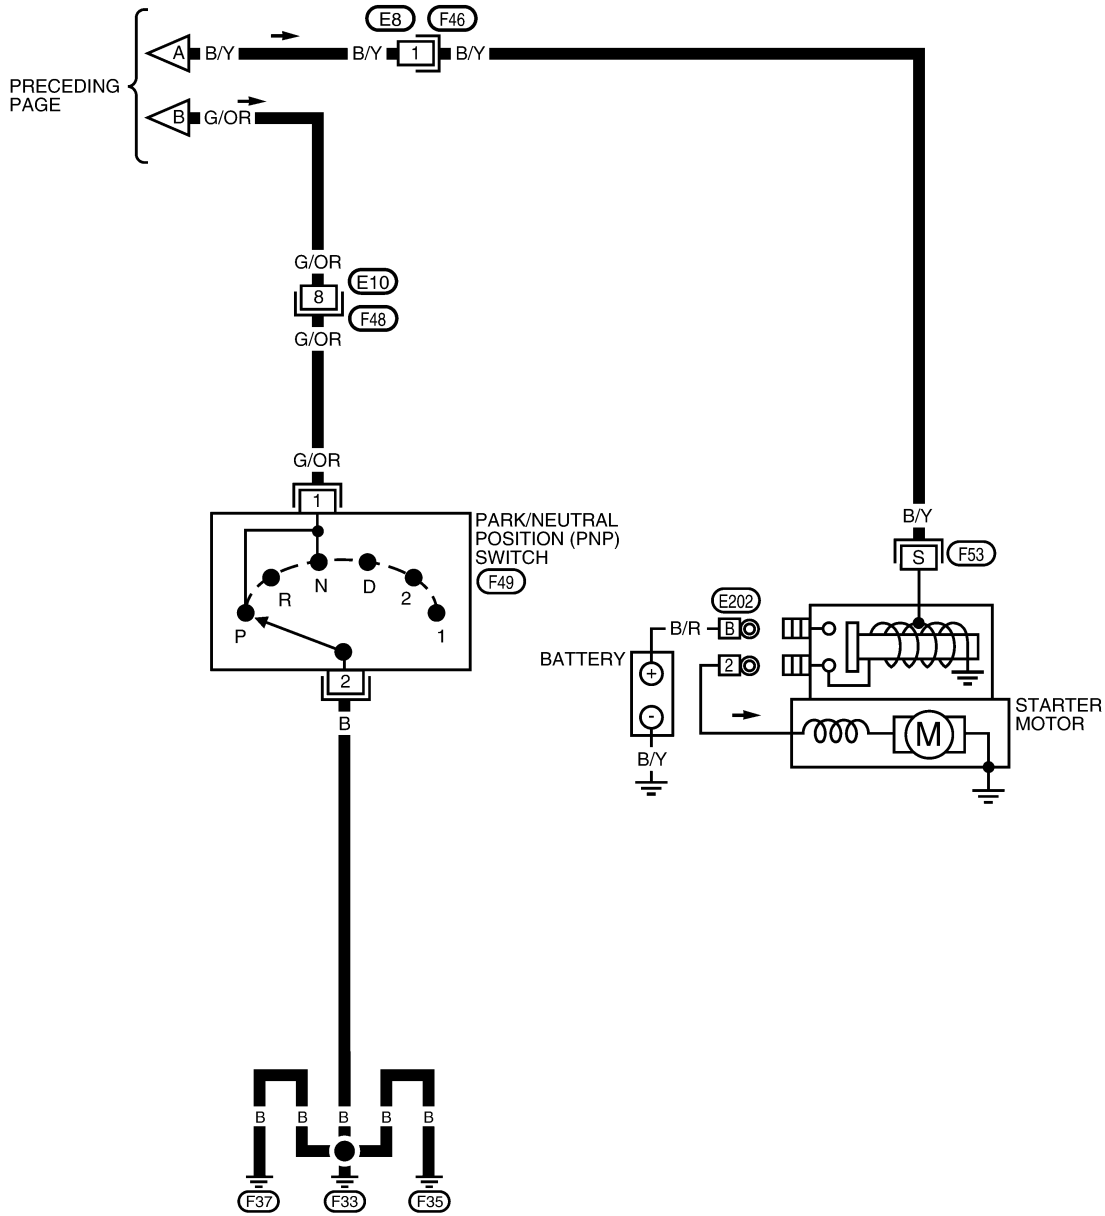 E8
F46
A
B/Y
B/Y
1
B/Y
PRECEDING
PAGE
B
G/OR
G/OR
E10
8
F48
G/OR
G/OR
1
B/Y
PARK/NEUTRAL
POSITION (PNP)
SWITCH
F49
S
F53
N
D
R
2
P
1
E202
B/R
B
BATTERY
2
+
-
2
B
STARTER
MOTOR
M
B/Y
B
B
B
B
B
F37
F33
F35